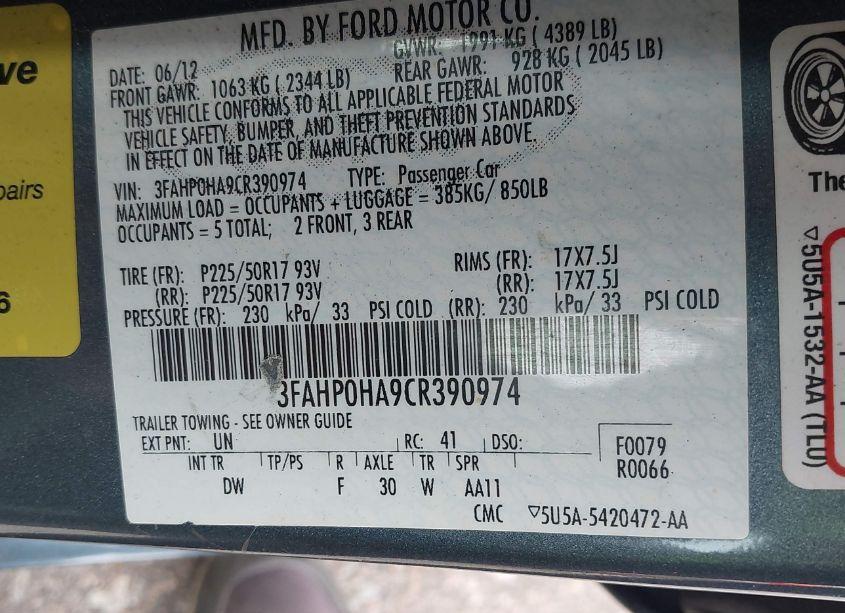 MFD. BY FORD MOTOR CO.
DATE: 06/12 GVWR: 1991 KG ( 4389 LB)
FRONT GAWR: 1063 KG ( 2344 LB) REAR GAWR: 928 KG ( 2045 LB)
THIS VEHICLE CONFORMS TO ALL APPLICABLE FEDERAL MOTOR
VEHICLE SAFETY, BUMPER, AND THEFT PREVENTION STANDARDS
IN EFFECT ON THE DATE OF MANUFACTURE SHOWN ABOVE.
VIN: 3FAHP0HA9CR390974 TYPE: Passenger Car
MAXIMUM LOAD = OCCUPANTS + LUGGAGE = 385KG/ 850LB
OCCUPANTS = 5 TOTAL; 2 FRONT, 3 REAR
TIRE (FR): P225/50R17 93V RIMS (FR): 17X7.5J
(RR): P225/50R17 93V (RR): 17X7.5J
PRESSURE (FR): 230 kPa/ 33 PSI COLD (RR): 230 kPa/ 33 PSI COLD
3FAHP0HA9CR390974
TRAILER TOWING - SEE OWNER GUIDE
EXT PNT: UN RC: 41 DSO:
F0079
R0066
INT TR TP/PS R AXLE TR SPR
DW F 30 W AA11
CMC ▽5U5A-5420472-AA
ve
pairs
6
The
▽5U5A-1532-AA (TLU)